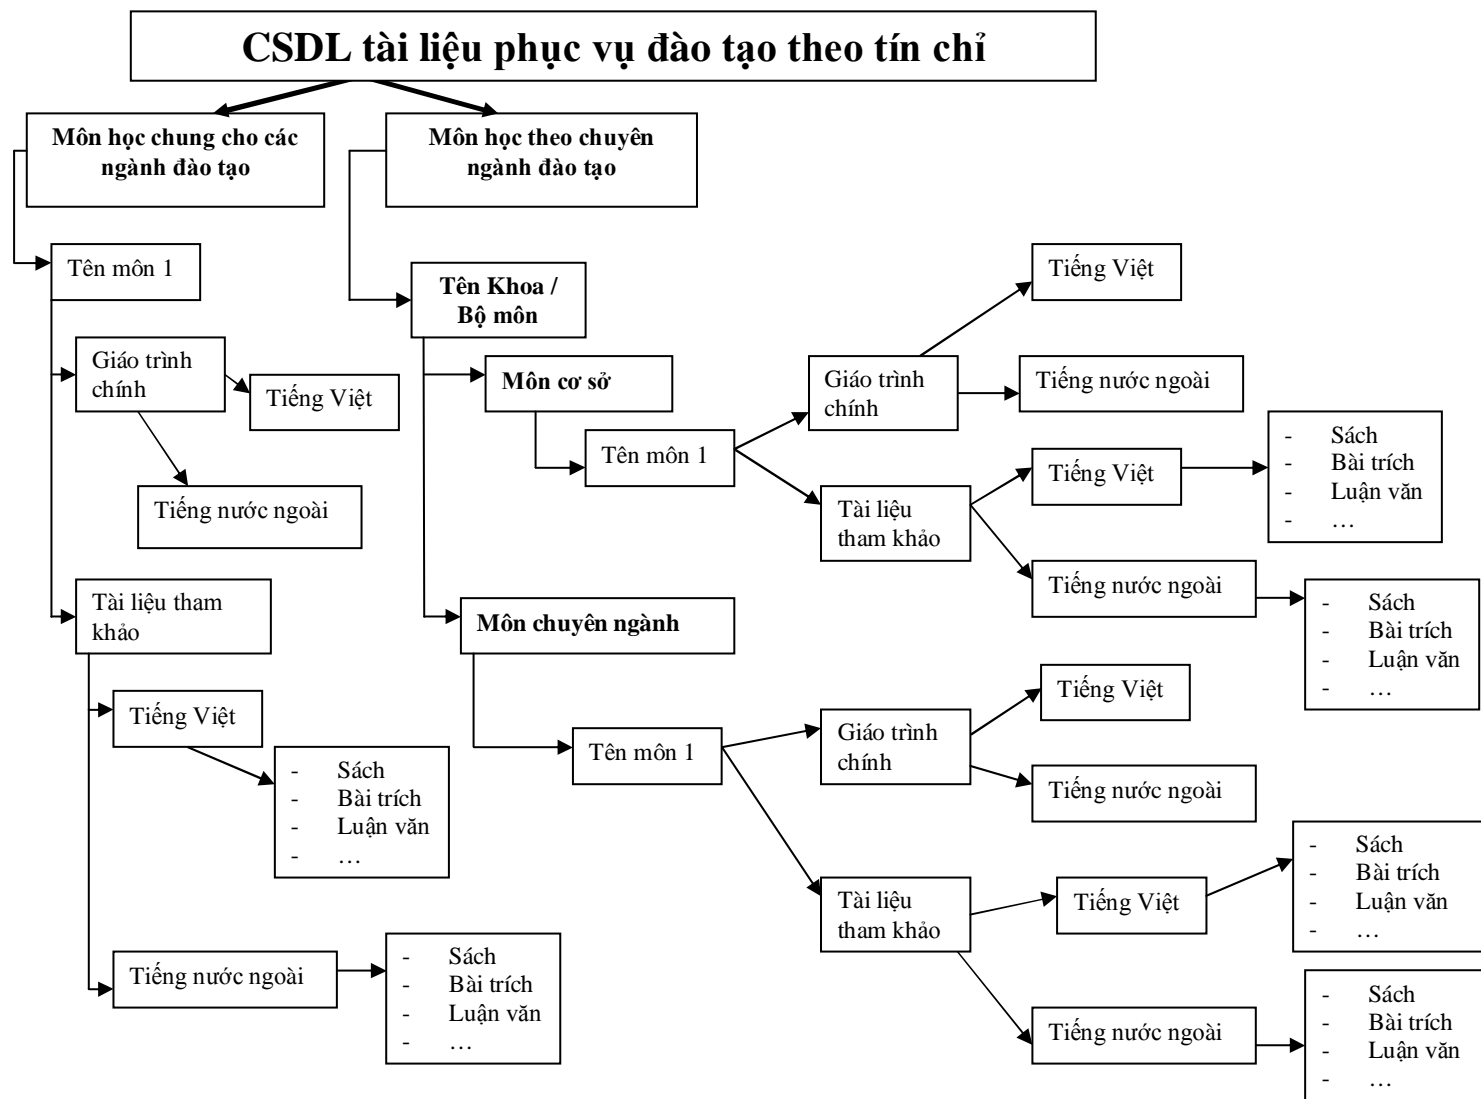 CSDL tài liệu phục vụ đào tạo theo tín chỉ
Môn học chung cho các
ngành đào tạo
Môn học theo chuyên
ngành đào tạo
Tên môn 1
Giáo trình
chính
Tiếng Việt
Tiếng nước ngoài
Tài liệu tham
khảo
Tiếng Việt
- Sách
- Bài trích
- Luận văn
- …
Tiếng nước ngoài
- Sách
- Bài trích
- Luận văn
- …
Tên Khoa /
Bộ môn
Môn cơ sở
Tên môn 1
Giáo trình
chính
Tiếng Việt
Tiếng nước ngoài
Tài liệu
tham khảo
Tiếng Việt
- Sách
- Bài trích
- Luận văn
- …
Tiếng nước ngoài
- Sách
- Bài trích
- Luận văn
- …
Môn chuyên ngành
Tên môn 1
Giáo trình
chính
Tiếng Việt
Tiếng nước ngoài
Tài liệu
tham khảo
Tiếng Việt
- Sách
- Bài trích
- Luận văn
- …
Tiếng nước ngoài
- Sách
- Bài trích
- Luận văn
- …